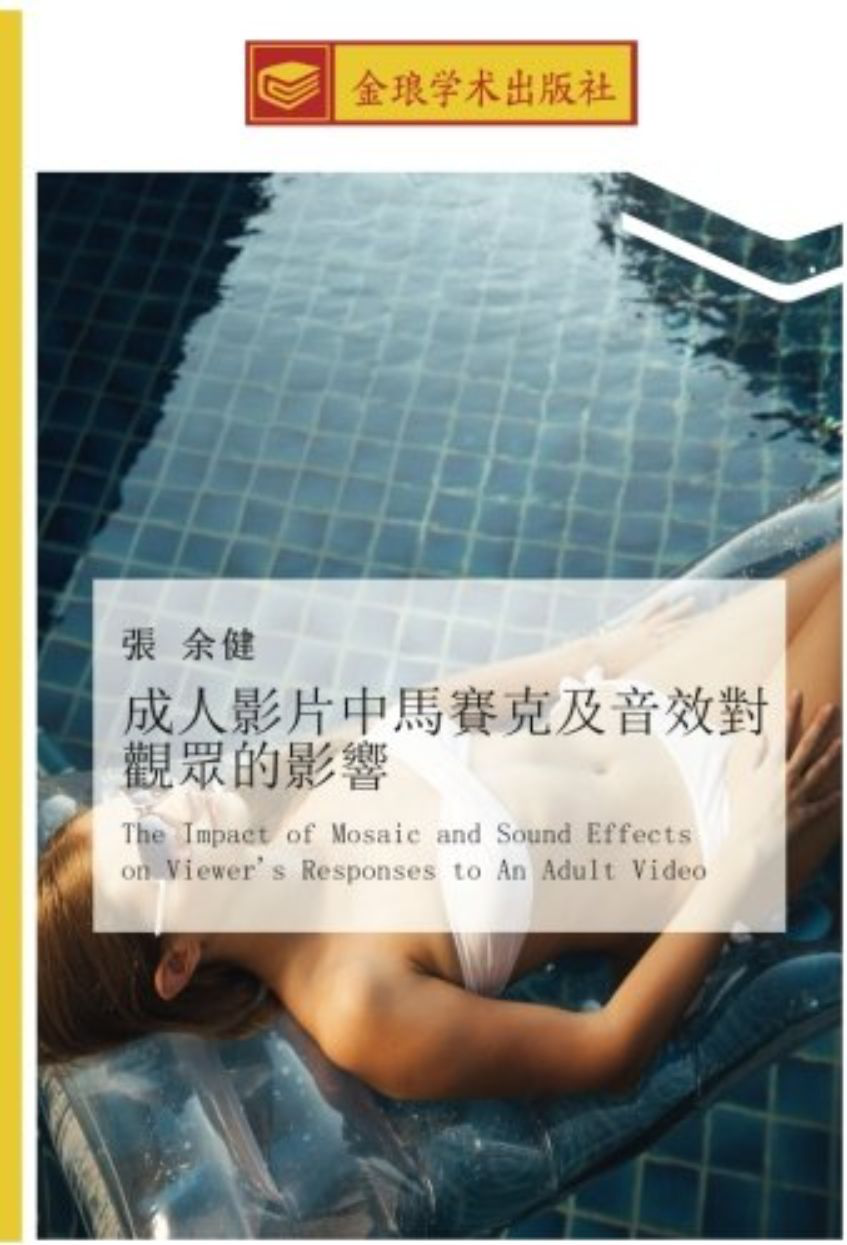 金琅学术出版社
張 余健
成人影片中馬賽克及音效對
觀眾的影響
The Impact of Mosaic and Sound Effects
on Viewer's Responses to An Adult Video